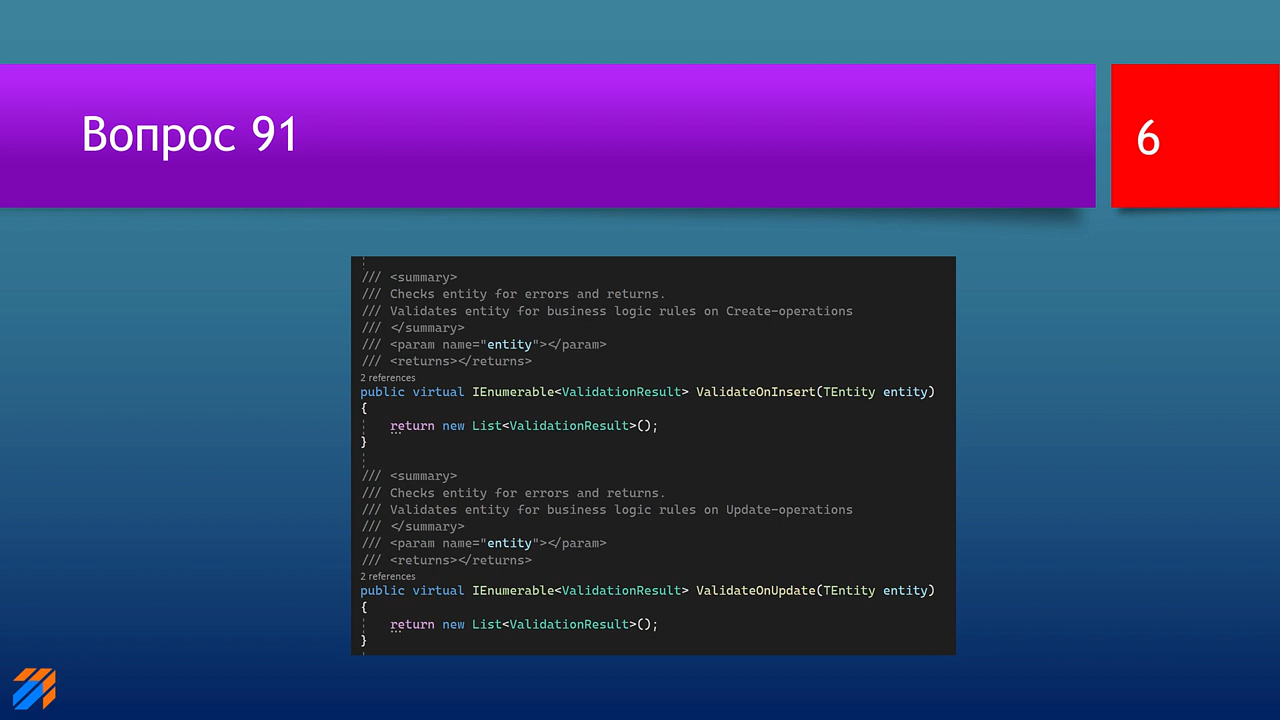 Вопрос 91
6
/// <summary>
/// Checks entity for errors and returns.
/// Validates entity for business logic rules on Create-operations
/// </summary>
/// <param name="entity"></param>
/// <returns></returns>
2 references
public virtual IEnumerable<ValidationResult> ValidateOnInsert(TEntity entity)
{
return new List<ValidationResult>();
}
/// <summary>
/// Checks entity for errors and returns.
/// Validates entity for business logic rules on Update-operations
/// </summary>
/// <param name="entity"></param>
/// <returns></returns>
2 references
public virtual IEnumerable<ValidationResult> ValidateOnUpdate(TEntity entity)
{
return new List<ValidationResult>();
}